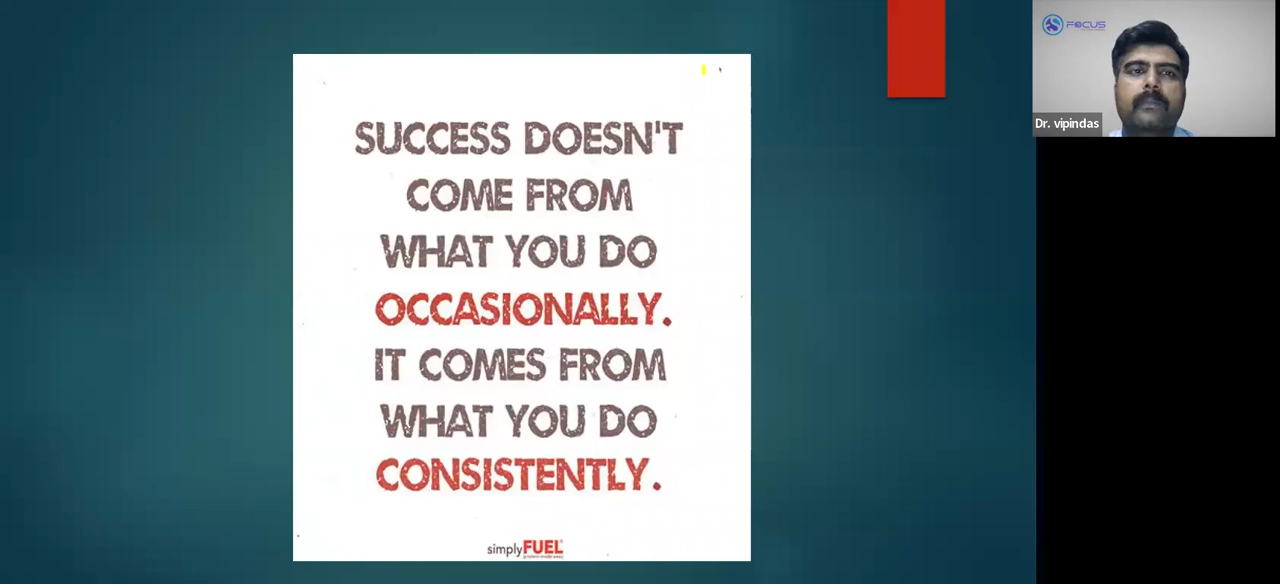 SUCCESS DOESN'T
COME FROM
WHAT YOU DO
OCCASIONALLY.
IT COMES FROM
WHAT YOU DO
CONSISTENTLY.
simplyFUEL
FOCUS
Dr. vipindas